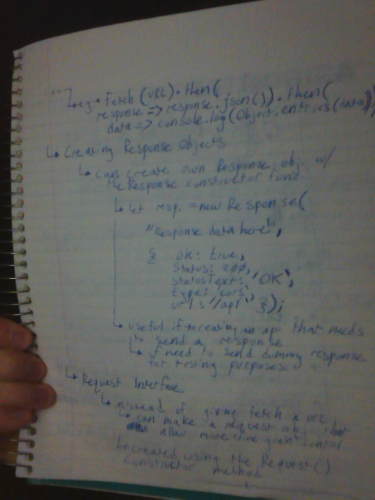 ↳ eg → Fetch (URL). then(
response => response.json()). then(
data => console.log(Object.entries(data))
↳ Creating Response Objects
↳ can create own Response obj w/
the Response constructor func
↳ let resp = new Response(
"Response data here",
{ ok: true,
status: 200,
statusText: 'OK',
type: 'cors',
url: '/api' });
↳ useful if creating an api that needs
↳ send a response
↳ if need to send dummy response
for testing purposes
↳ Request Interface
↳ instead of giving fetch a URL
↳ can make a request obj that
allow more fine grain control
↳ created using the Request()
constructor method